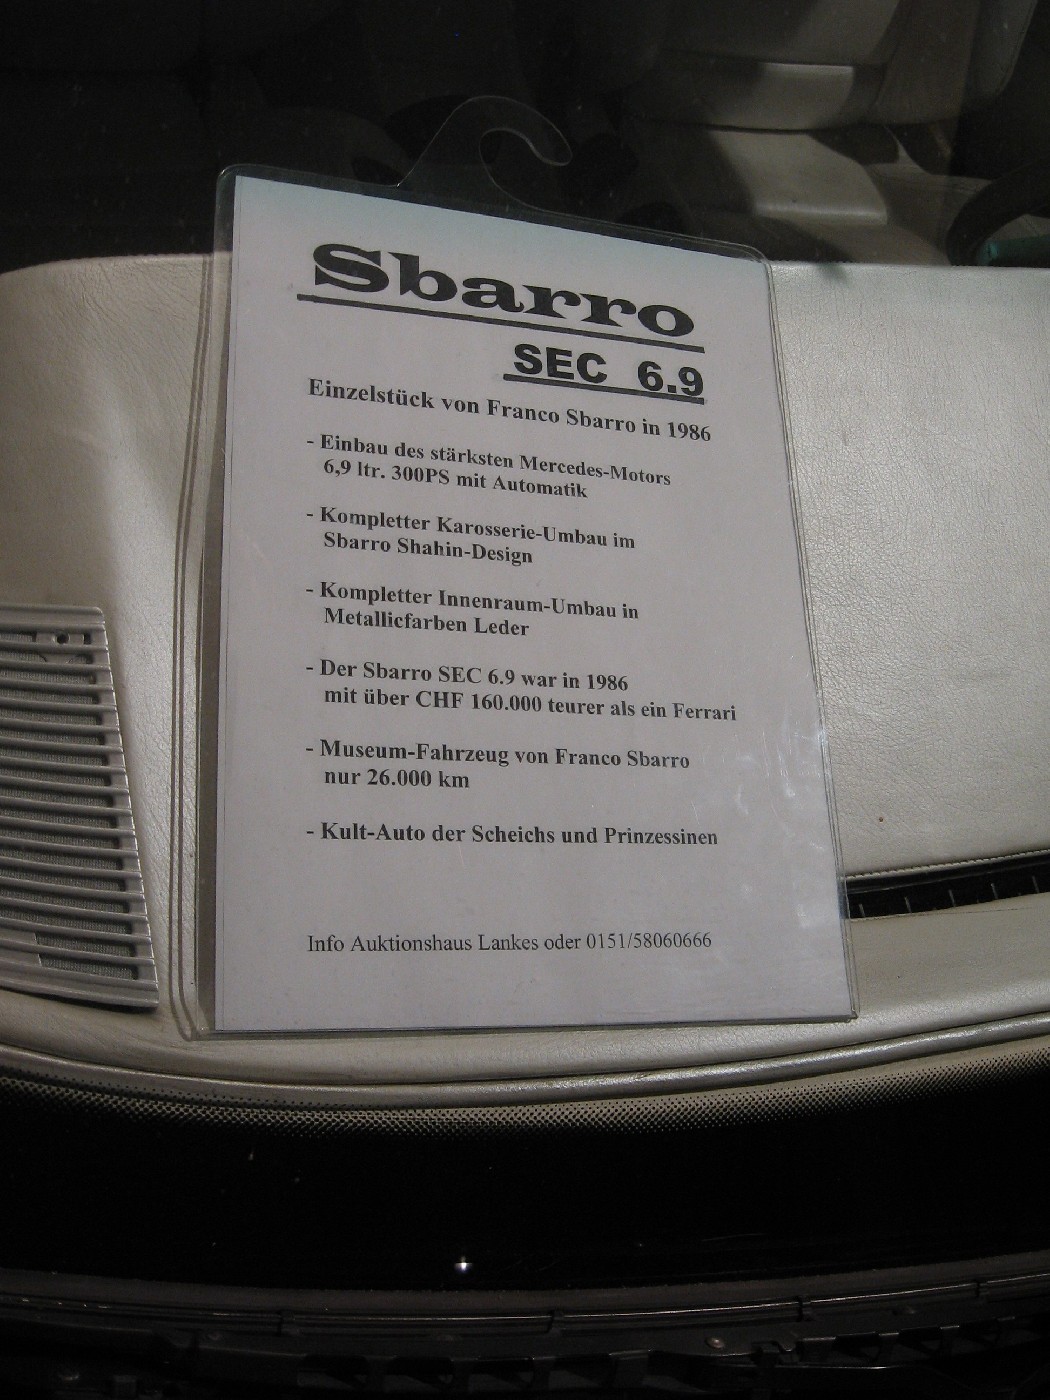 Sbarro
SEC 6.9
Einzelstück von Franco Sbarro in 1986
- Einbau des stärksten Mercedes-Motors
6,9 ltr. 300PS mit Automatik
- Kompletter Karosserie-Umbau im
Sbarro Shahin-Design
- Kompletter Innenraum-Umbau in
Metallicfarben Leder
- Der Sbarro SEC 6.9 war in 1986
mit über CHF 160.000 teurer als ein Ferrari
- Museum-Fahrzeug von Franco Sbarro
nur 26.000 km
- Kult-Auto der Scheichs und Prinzessinen
Info Auktionshaus Lankes oder 0151/58060666